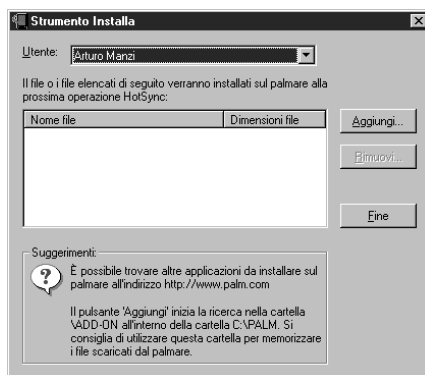 Strumento Installa
Utente: Arturo Manzi
Il file o i file elencati di seguito verranno installati sul palmare alla
prossima operazione HotSync:
Nome file Dimensioni file
Aggiungi...
Rimuovi...
Fine
Suggerimenti:
È possibile trovare altre applicazioni da installare sul
palmare all'indirizzo http://www.palm.com
Il pulsante 'Aggiungi' inizia la ricerca nella cartella
\ADD-ON all'interno della cartella C:\PALM. Si
consiglia di utilizzare questa cartella per memorizzare
i file scaricati dal palmare.